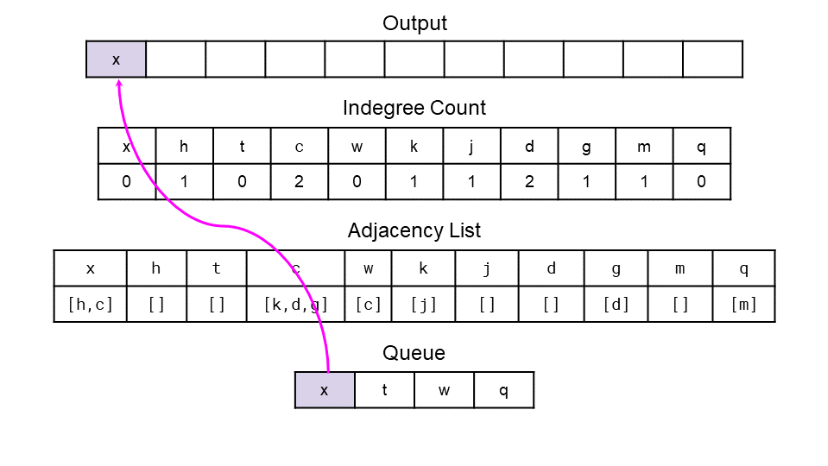 Output
x
Indegree Count
x h t c w k j d g m q
0 1 0 2 0 1 1 2 1 1 0
Adjacency List
x h t c w k j d g m q
[h,c] [] [] [k,d,g] [c] [j] [] [] [d] [] [m]
Queue
x t w q